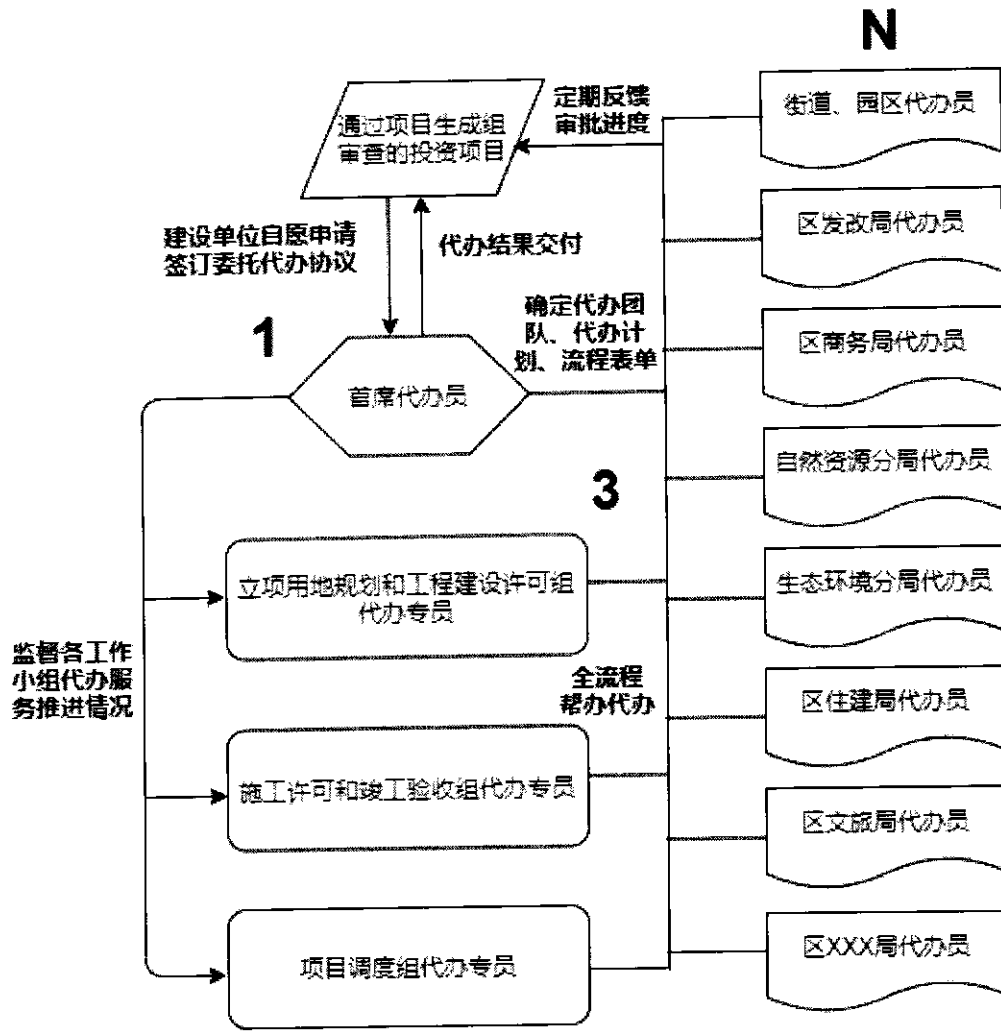 N
街道、园区代办员
定期反馈
审批进度
通过项目生成组
审查的投资项目
区发改局代办员
建设单位自愿申请
签订委托代办协议
代办结果交付
确定代办团
队、代办计
划、流程表单
1
区商务局代办员
首席代办员
自然资源分局代办员
3
立项用地规划和工程建设许可组
代办专员
生态环境分局代办员
监督各工作
小组代办服
务推进情况
全流程
帮办代办
区住建局代办员
施工许可和竣工验收组代办专员
区文旅局代办员
项目调度组代办专员
区XXX局代办员